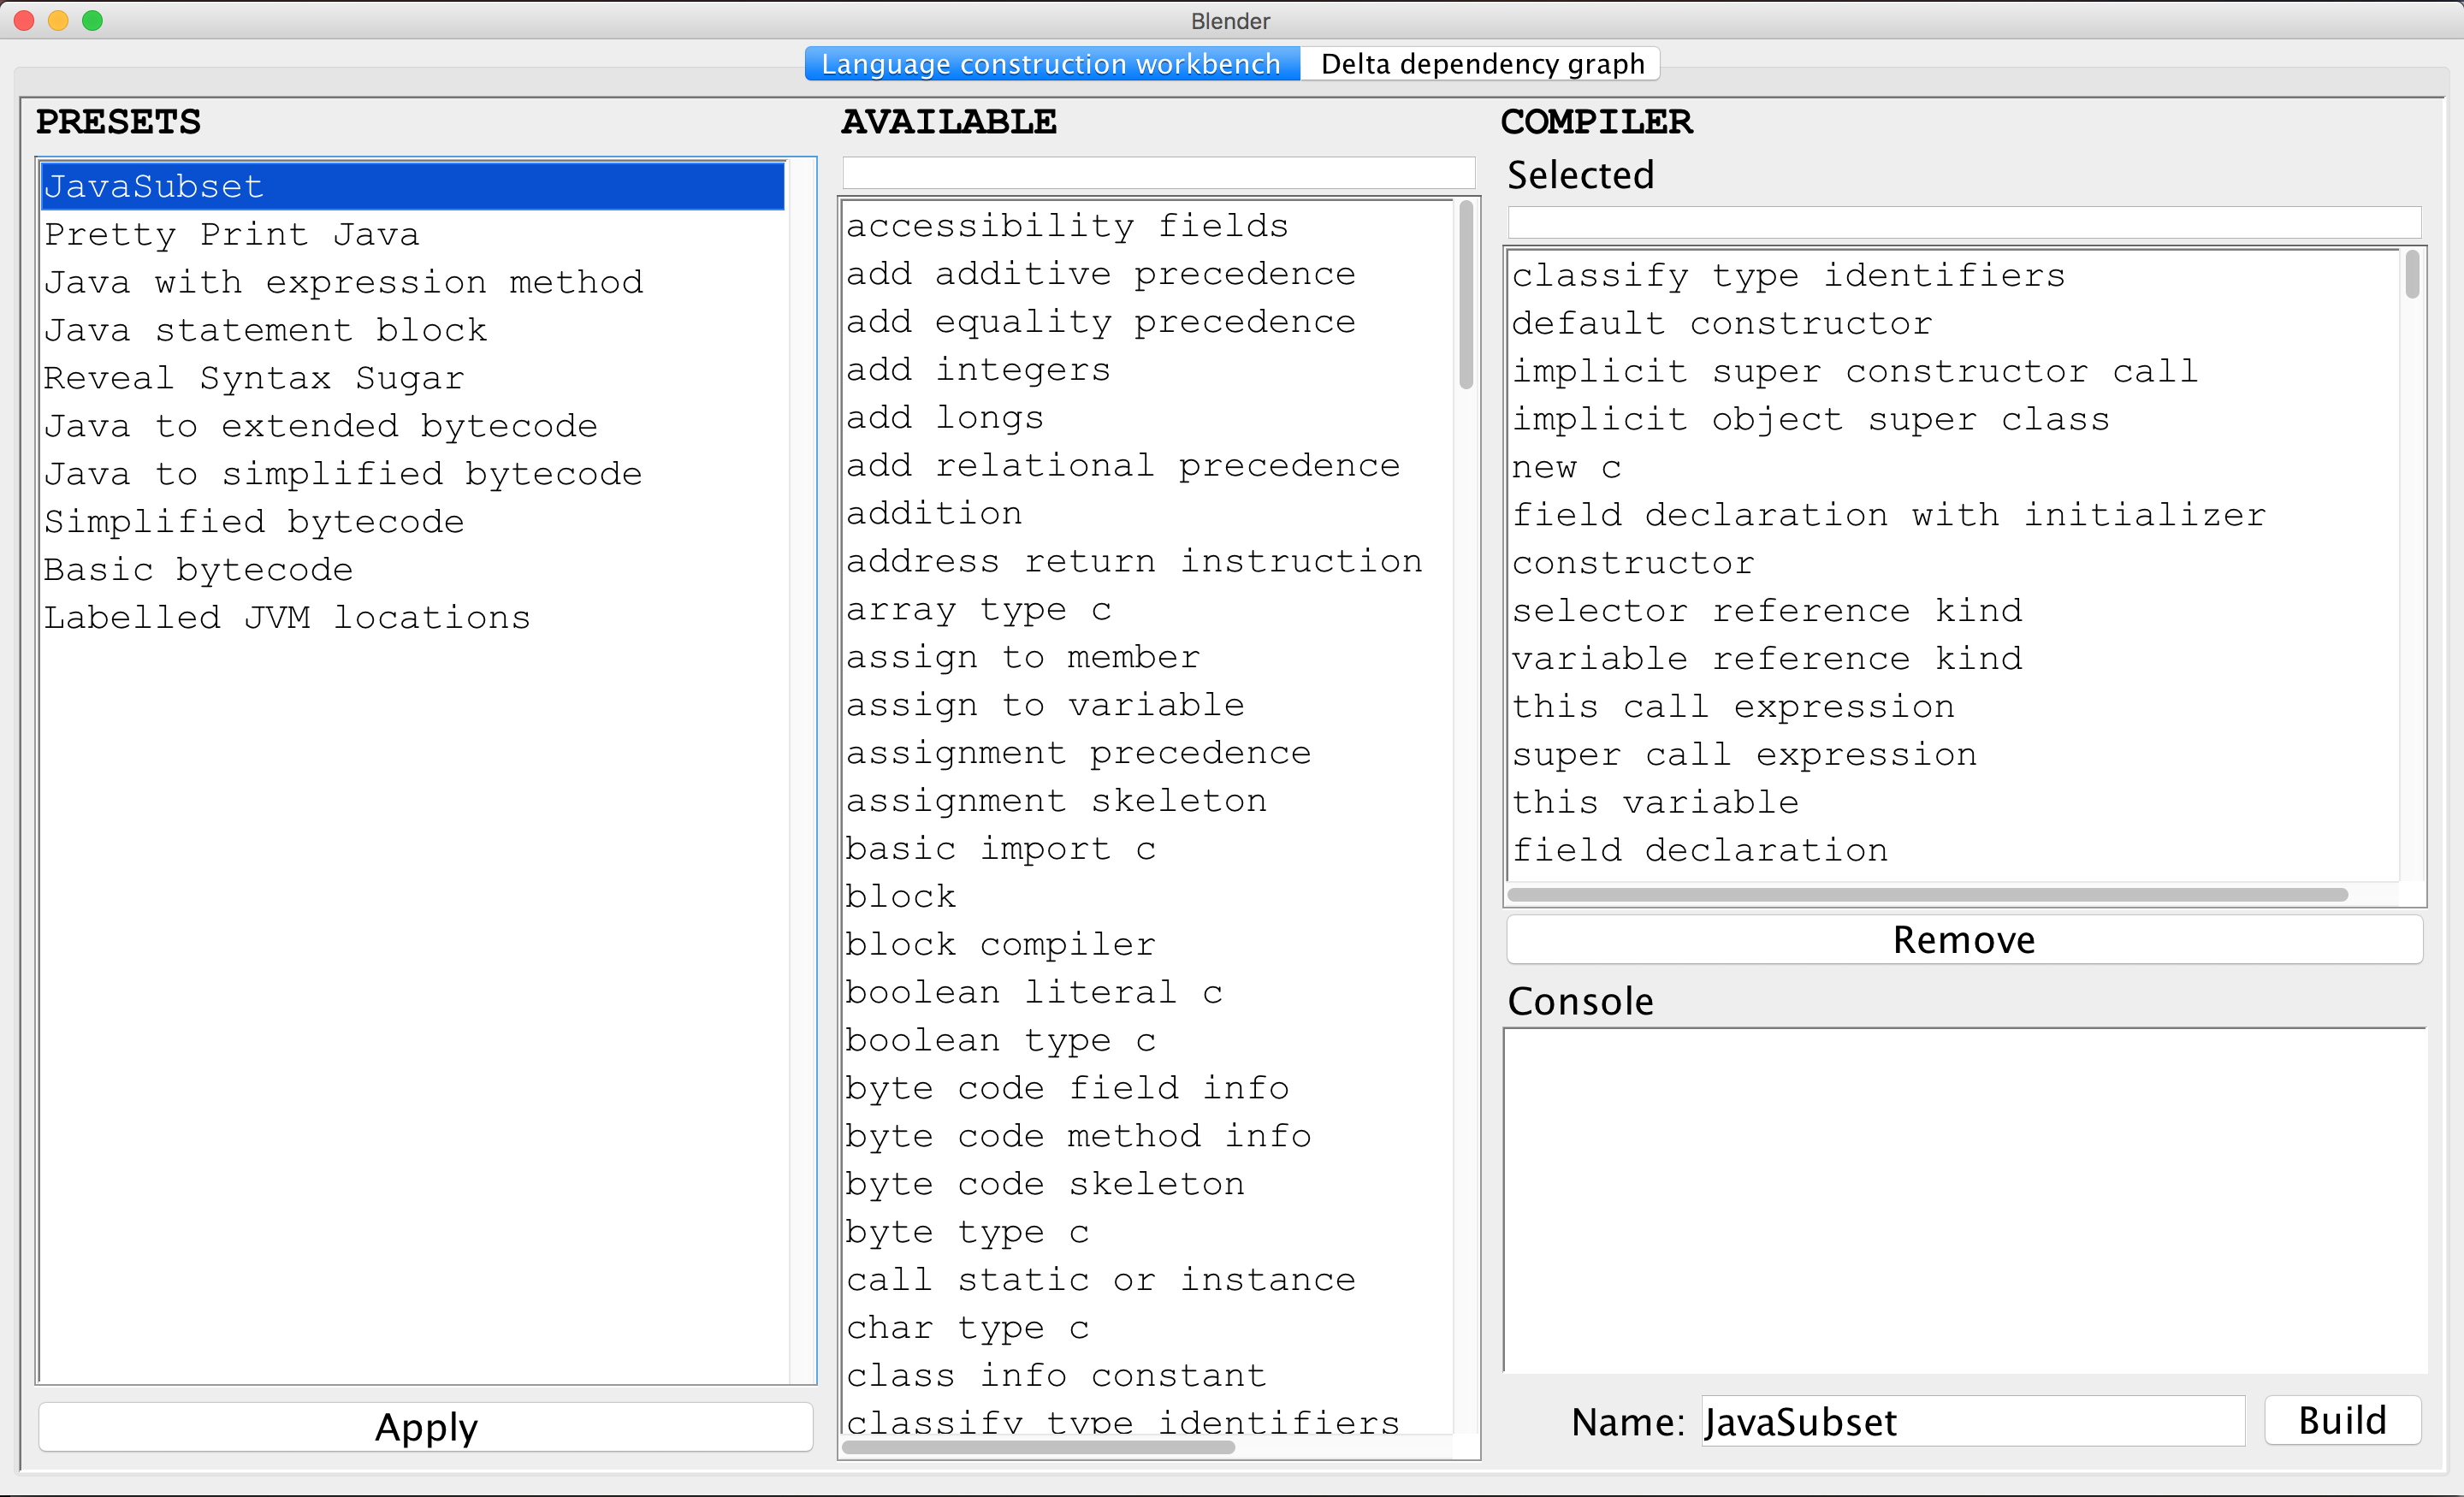 Blender
Language construction workbench
Delta dependency graph
PRESETS
JavaSubset
Pretty Print Java
Java with expression method
Java statement block
Reveal Syntax Sugar
Java to extended bytecode
Java to simplified bytecode
Simplified bytecode
Basic bytecode
Labelled JVM locations
Apply
AVAILABLE
accessibility fields
add additive precedence
add equality precedence
add integers
add longs
add relational precedence
addition
address return instruction
array type c
assign to member
assign to variable
assignment precedence
assignment skeleton
basic import c
block
block compiler
boolean literal c
boolean type c
byte code field info
byte code method info
byte code skeleton
byte type c
call static or instance
char type c
class info constant
classify type identifiers
COMPILER
Selected
classify type identifiers
default constructor
implicit super constructor call
implicit object super class
new c
field declaration with initializer
constructor
selector reference kind
variable reference kind
this call expression
super call expression
this variable
field declaration
Remove
Console
Name: JavaSubset
Build